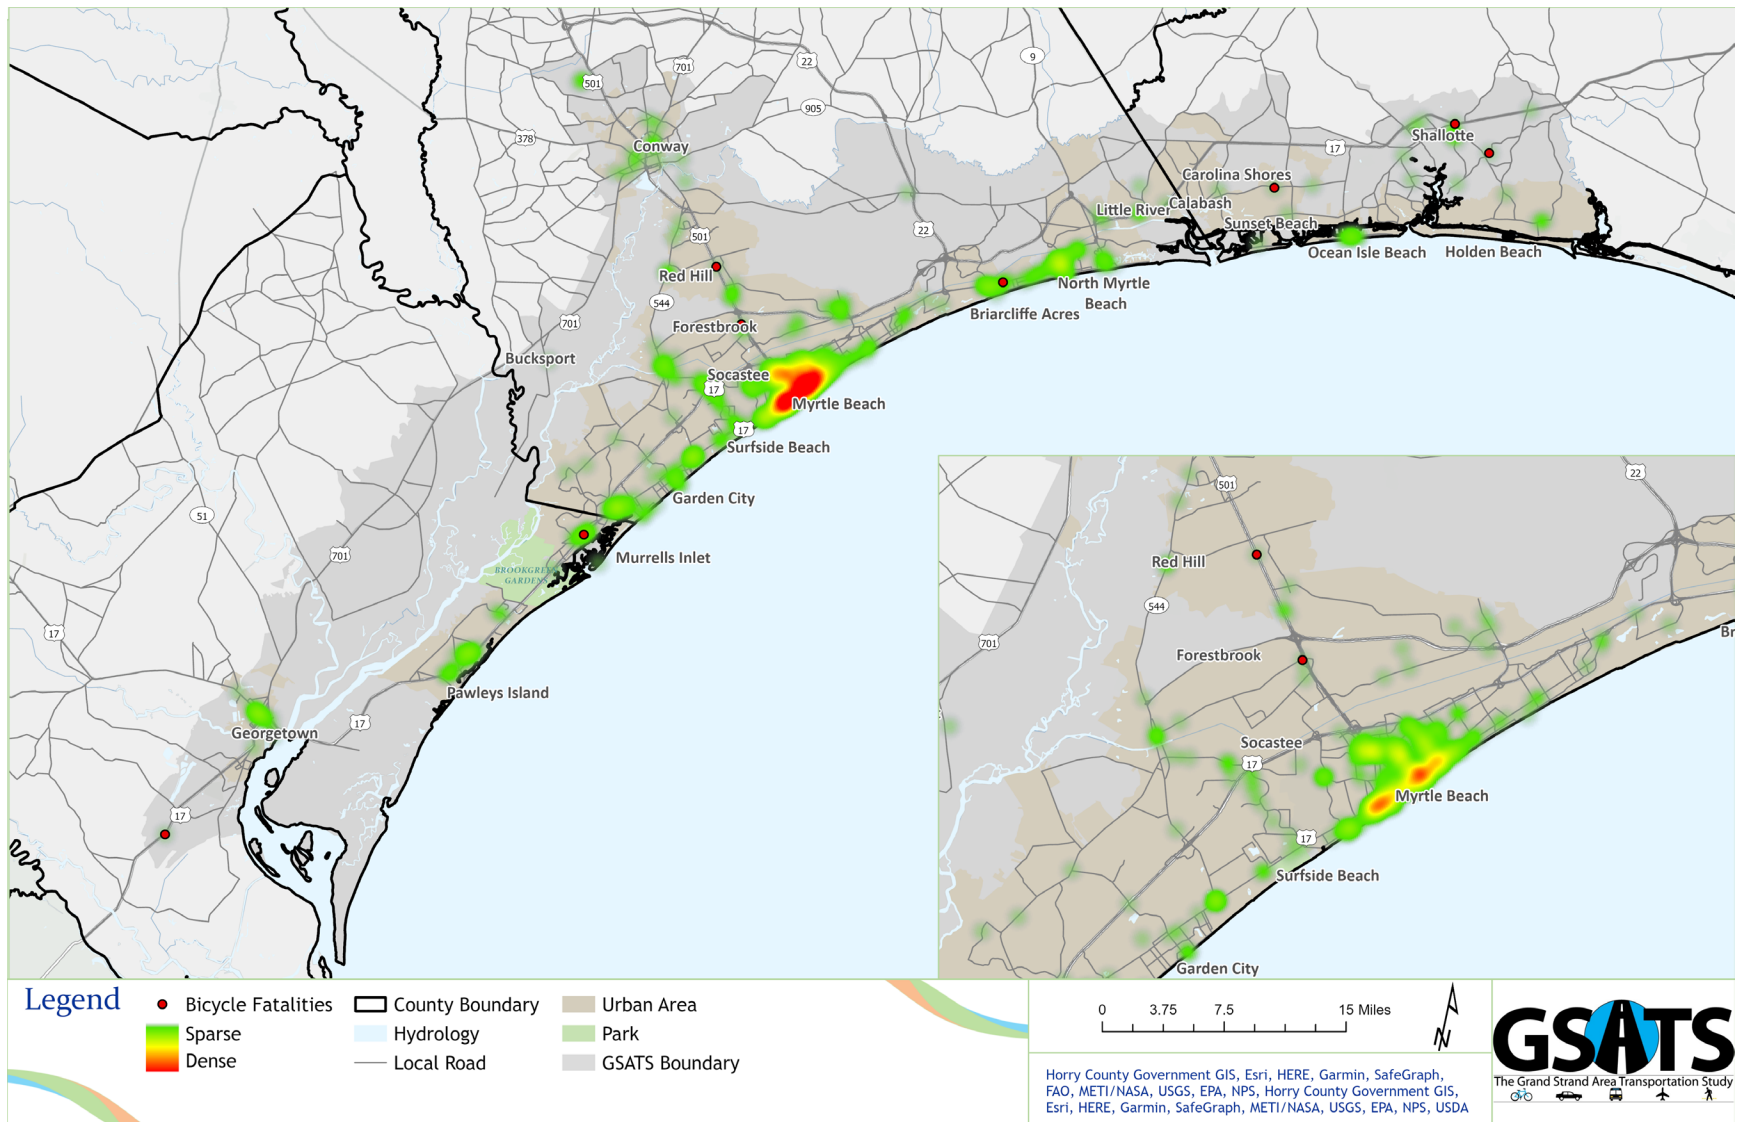 701
22
9
501
905
378
Conway
Shallotte
17
Carolina Shores
Calabash
Little River
Sunset Beach
22
501
Ocean Isle Beach
Holden Beach
Red Hill
North Myrtle
Beach
544
Briarcliffe Acres
701
Forestbrook
Bucksport
Socastee
17
Myrtle Beach
17
Surfside Beach
Garden City
51
701
Murrells Inlet
BROOKGREEN
GARDENS
17
Pawleys Island
17
Georgetown
17
22
501
Red Hill
544
701
Forestbrook
Br
Socastee
17
Myrtle Beach
17
Surfside Beach
Garden City
Legend
Bicycle Fatalities
Sparse
Dense
County Boundary
Hydrology
Local Road
Urban Area
Park
GSATS Boundary
0 3.75 7.5 15 Miles
N
Horry County Government GIS, Esri, HERE, Garmin, SafeGraph,
FAO, METI/NASA, USGS, EPA, NPS, Horry County Government GIS,
Esri, HERE, Garmin, SafeGraph, METI/NASA, USGS, EPA, NPS, USDA
GSATS
The Grand Strand Area Transportation Study